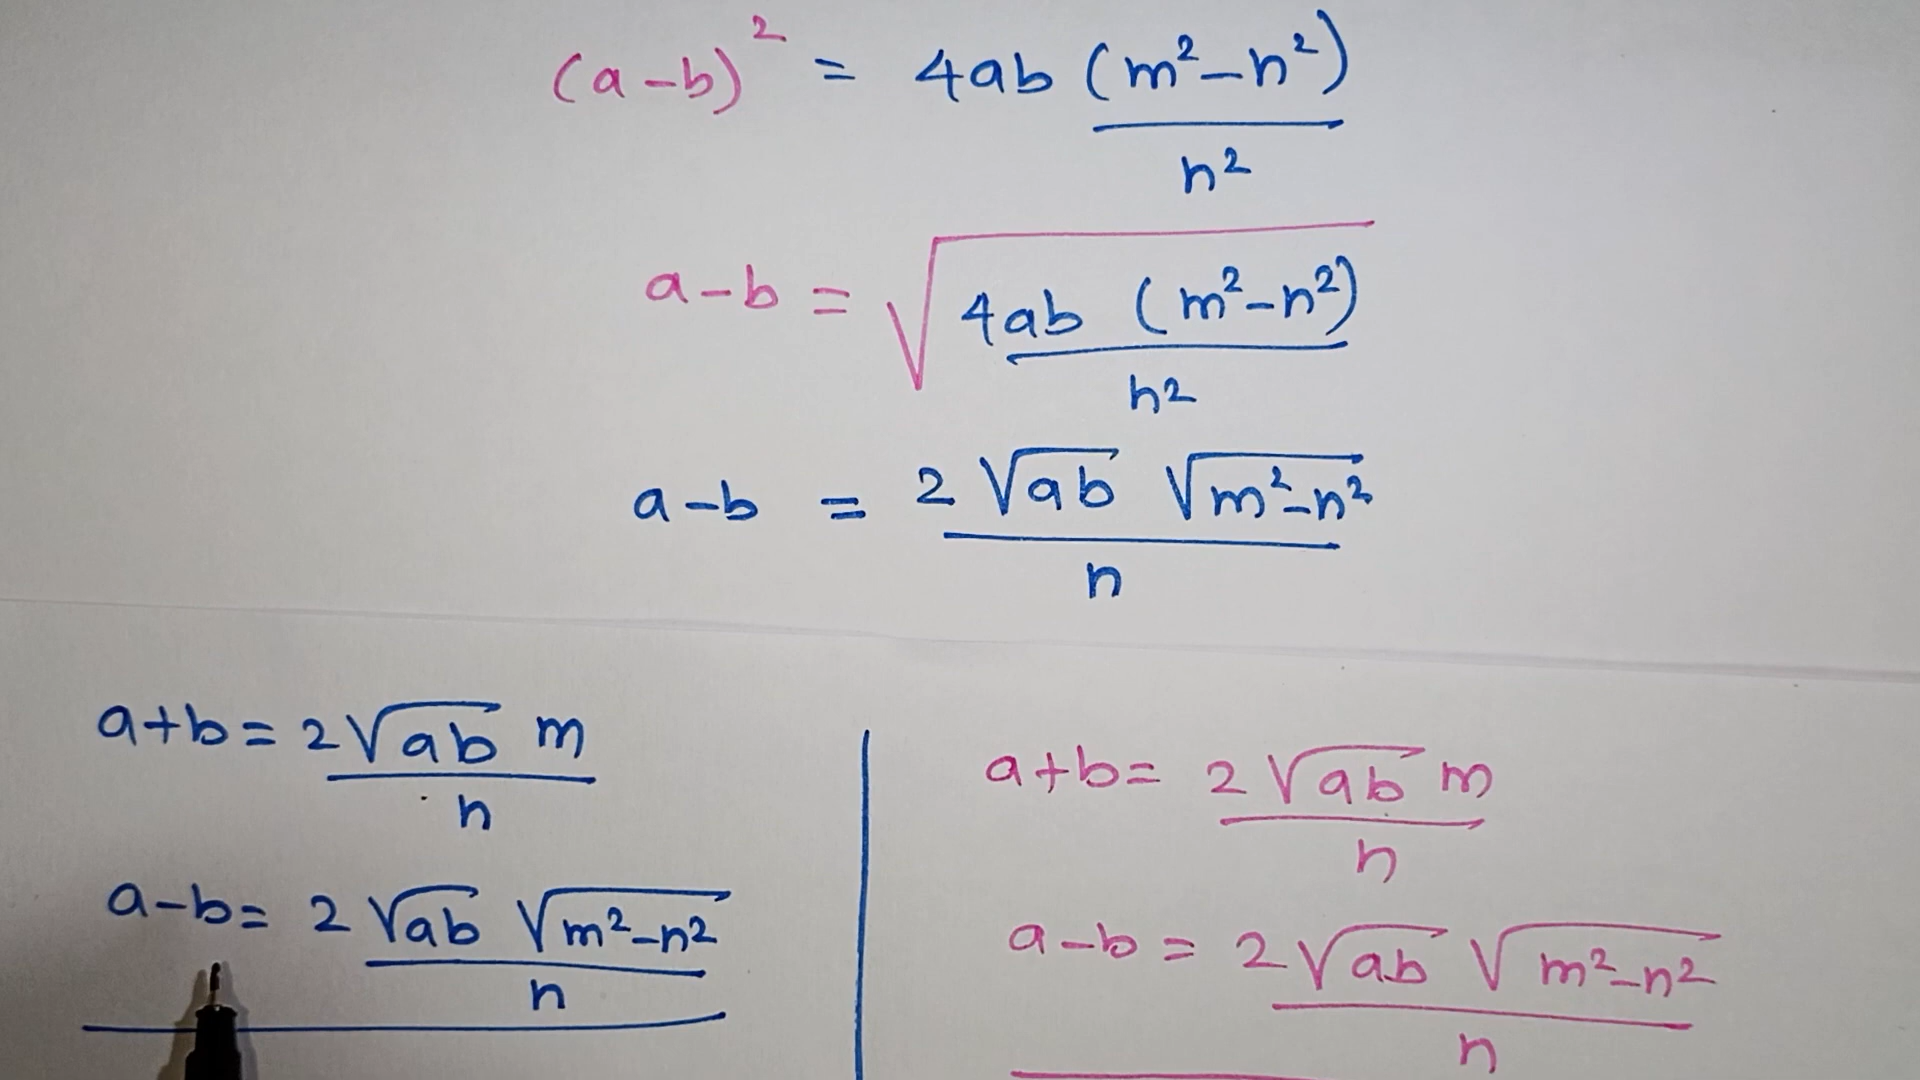 (a-b)² = 4ab (m²-n²) / n²
a-b = √(4ab (m²-n²) / n²)
a-b = 2 √ab √(m²-n²) / n
a+b = 2√ab m / n
a-b = 2 √ab √(m²-n²) / n
a+b = 2 √ab m / n
a-b = 2 √ab √(m²-n²) / n